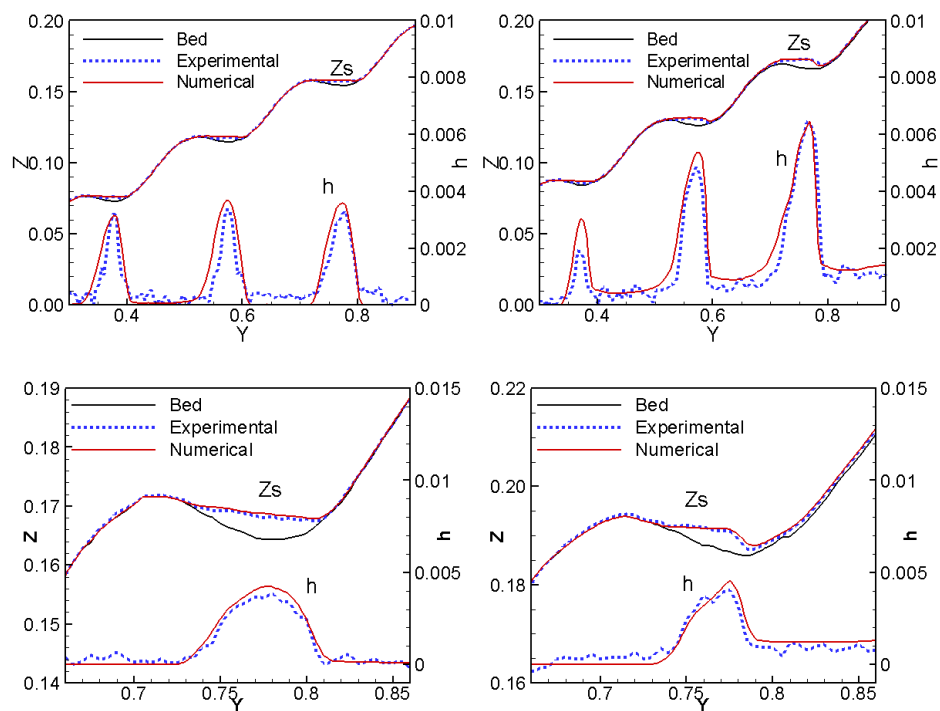 0.20 0.01
Bed
Experimental
Numerical
Zs
0.15 0.008
0.006
Z 0.10 h
h 0.004
0.05 0.002
0.00 0
0.4 0.6 0.8
Y
0.20 0.01
Bed
Experimental
Numerical
Zs
0.15 0.008
0.006
Z 0.10 h
h 0.004
0.05 0.002
0.00 0
0.4 0.6 0.8
Y
0.19 0.015
Bed
Experimental
0.18 Numerical
Zs 0.01
0.17
Z h
0.16 0.005
h
0.15
0
0.14
0.7 0.75 0.8 0.85
Y
0.22 0.015
Bed
Experimental
Numerical
0.20 Zs 0.01
Z h
0.18 h 0.005
0
0.16
0.7 0.75 0.8 0.85
Y